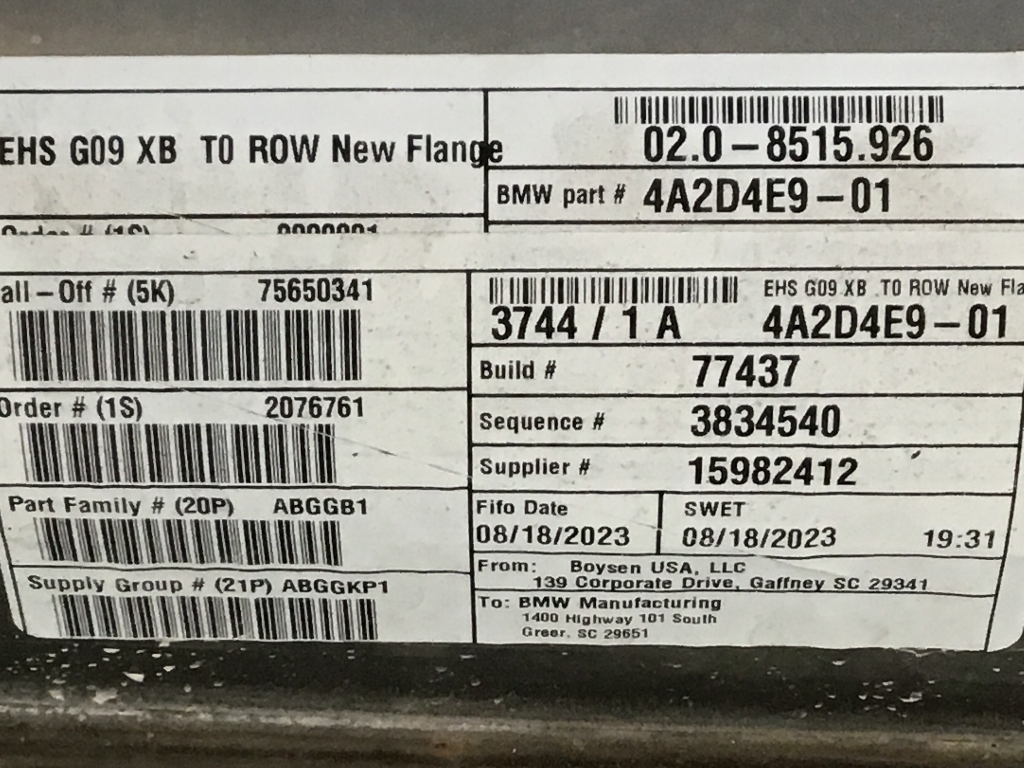 EHS G09 XB T0 ROW New Flange
02.0-8515.926
BMW part # 4A2D4E9-01
Order # (1S)
all-Off # (5K) 75650341
Order # (1S) 2076761
Part Family # (20P) ABGGB1
Supply Group # (21P) ABGGKP1
EHS G09 XB T0 ROW New Fla
3744 / 1 A 4A2D4E9-01
Build # 77437
Sequence # 3834540
Supplier # 15982412
Fifo Date SWET
08/18/2023 08/18/2023 19:31
From: Boysen USA, LLC
139 Corporate Drive, Gaffney SC 29341
To: BMW Manufacturing
1400 Highway 101 South
Greer, SC 29651